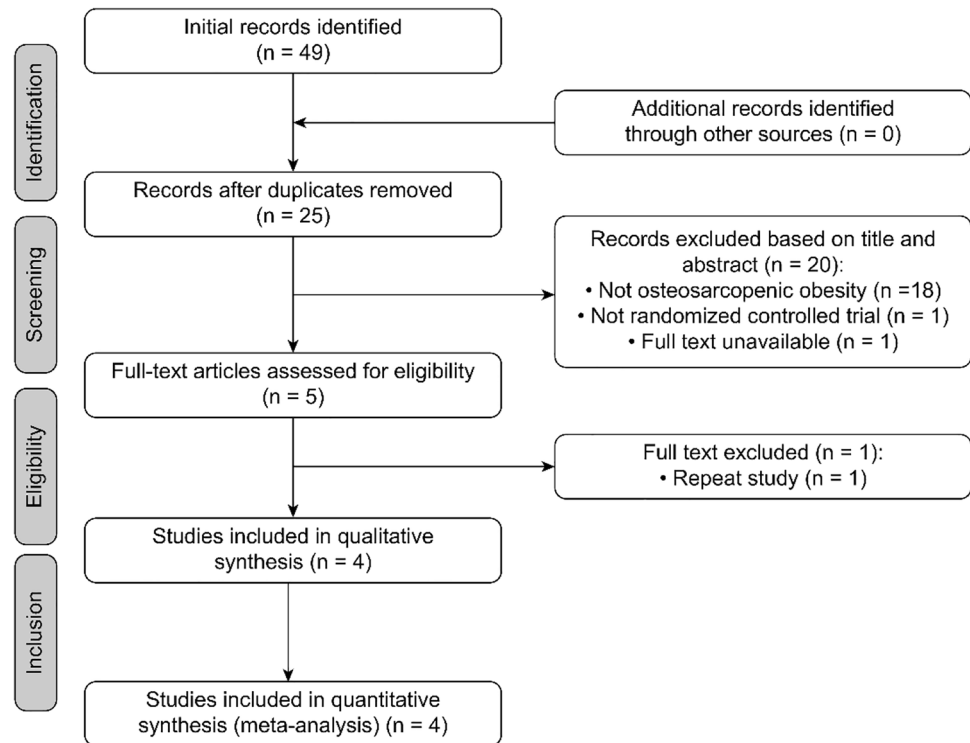 Initial records identified
(n = 49)
Identification
Additional records identified
through other sources (n = 0)
Records after duplicates removed
(n = 25)
Screening
Records excluded based on title and
abstract (n = 20):
• Not osteosarcopenic obesity (n =18)
• Not randomized controlled trial (n = 1)
• Full text unavailable (n = 1)
Full-text articles assessed for eligibility
(n = 5)
Eligibility
Full text excluded (n = 1):
• Repeat study (n = 1)
Studies included in qualitative
synthesis (n = 4)
Inclusion
Studies included in quantitative
synthesis (meta-analysis) (n = 4)